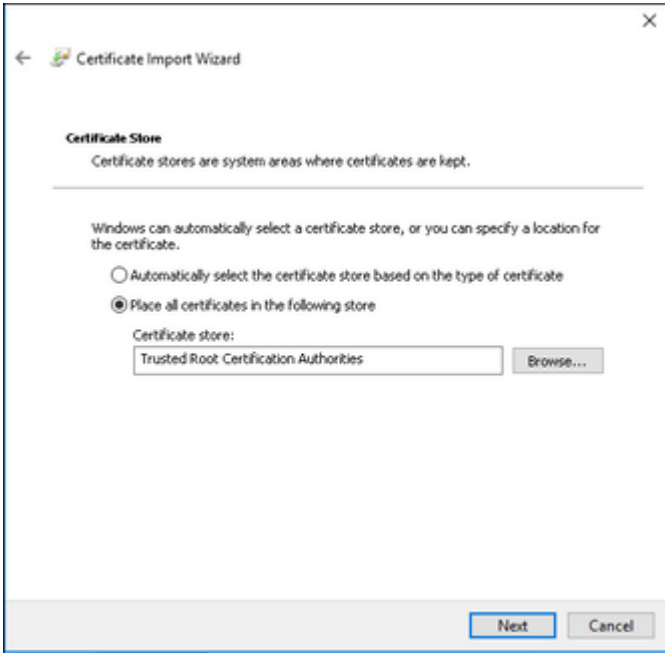 Certificate Import Wizard
Certificate Store
Certificate stores are system areas where certificates are kept.
Windows can automatically select a certificate store, or you can specify a location for
the certificate.
Automatically select the certificate store based on the type of certificate
Place all certificates in the following store
Certificate store:
Trusted Root Certification Authorities
Browse...
Next
Cancel